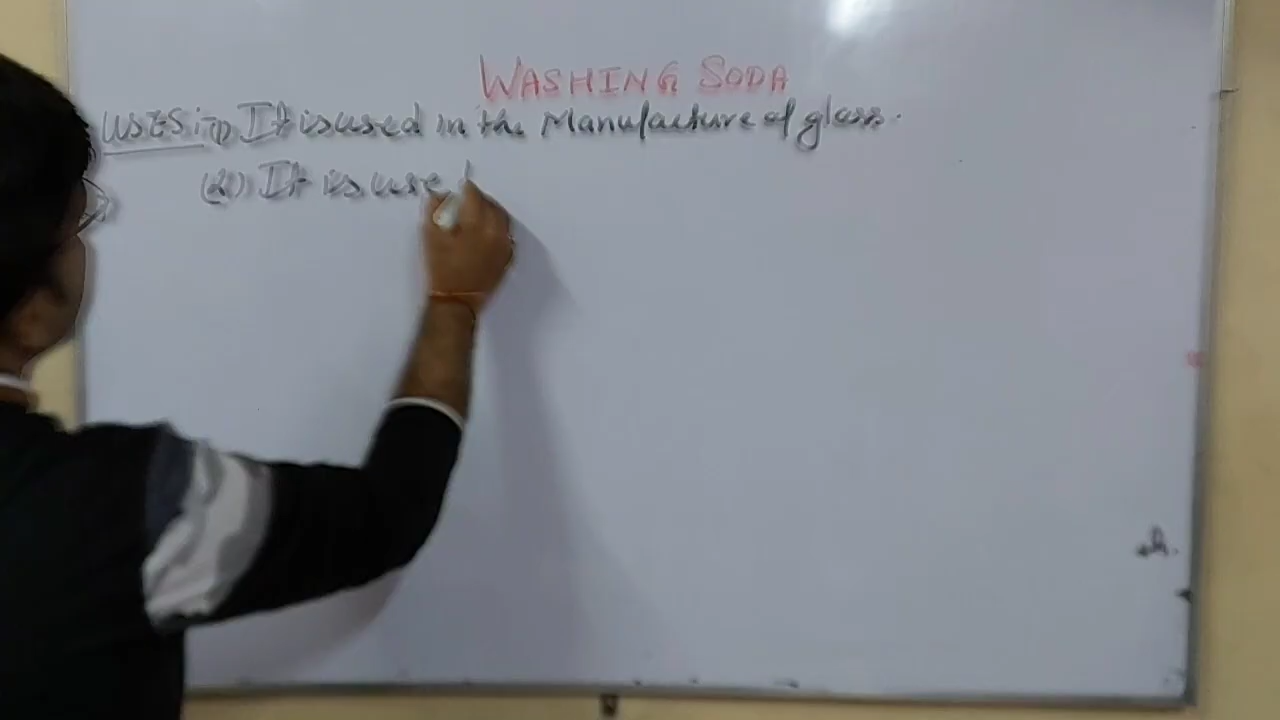 WASHING SODA
USES:- (1) It is used in the Manufacture of glass.
(2) It is use